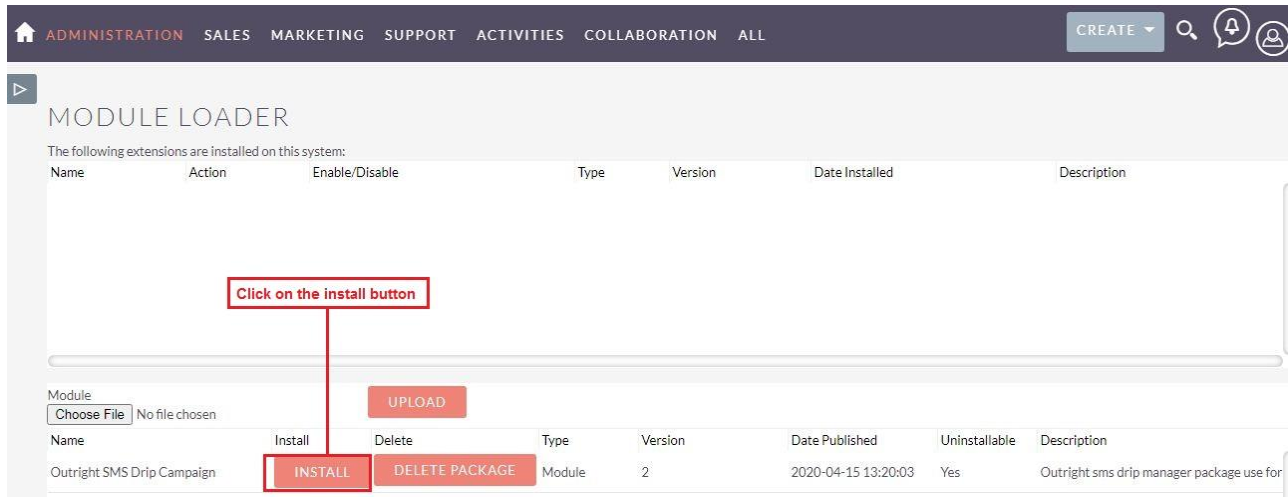 ADMINISTRATION SALES MARKETING SUPPORT ACTIVITIES COLLABORATION ALL CREATE
MODULE LOADER
The following extensions are installed on this system:
Name Action Enable/Disable Type Version Date Installed Description
Click on the install button
Module
Choose File No file chosen UPLOAD
Name Install Delete Type Version Date Published Uninstallable Description
Outright SMS Drip Campaign INSTALL DELETE PACKAGE Module 2 2020-04-15 13:20:03 Yes Outright sms drip manager package use for